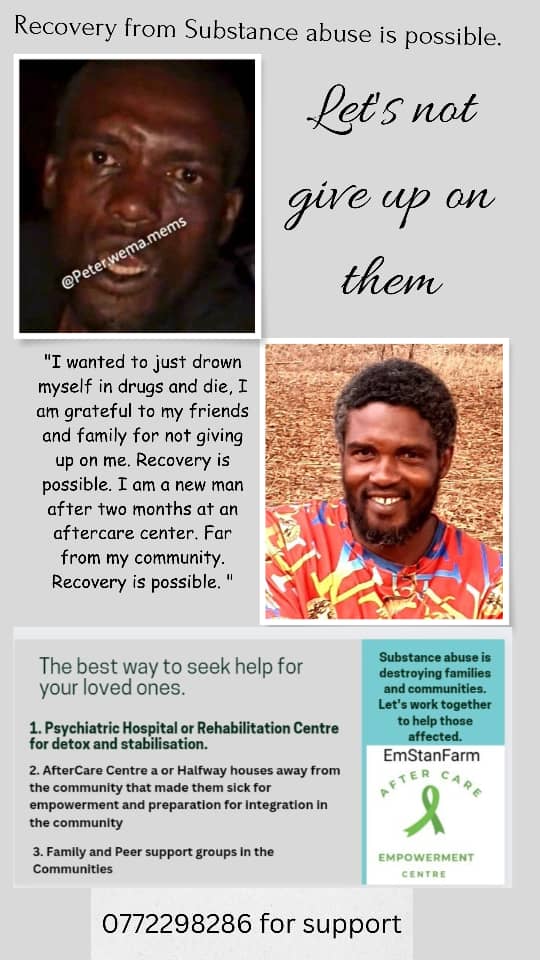 Recovery from Substance abuse is possible.
Let's not
give up on
them
@Peter.wema.mems
"I wanted to just drown
myself in drugs and die, I
am grateful to my friends
and family for not giving
up on me. Recovery is
possible. I am a new man
after two months at an
aftercare center. Far
from my community.
Recovery is possible. "
The best way to seek help for
your loved ones.
1. Psychiatric Hospital or Rehabilitation Centre
for detox and stabilisation.
2. AfterCare Centre a or Halfway houses away from
the community that made them sick for
empowerment and preparation for integration in
the community
3. Family and Peer support groups in the
Communities
Substance abuse is
destroying families
and communities.
Let's work together
to help those
affected.
EmStanFarm
AFTER CARE
EMPOWERMENT
CENTRE
0772298286 for support